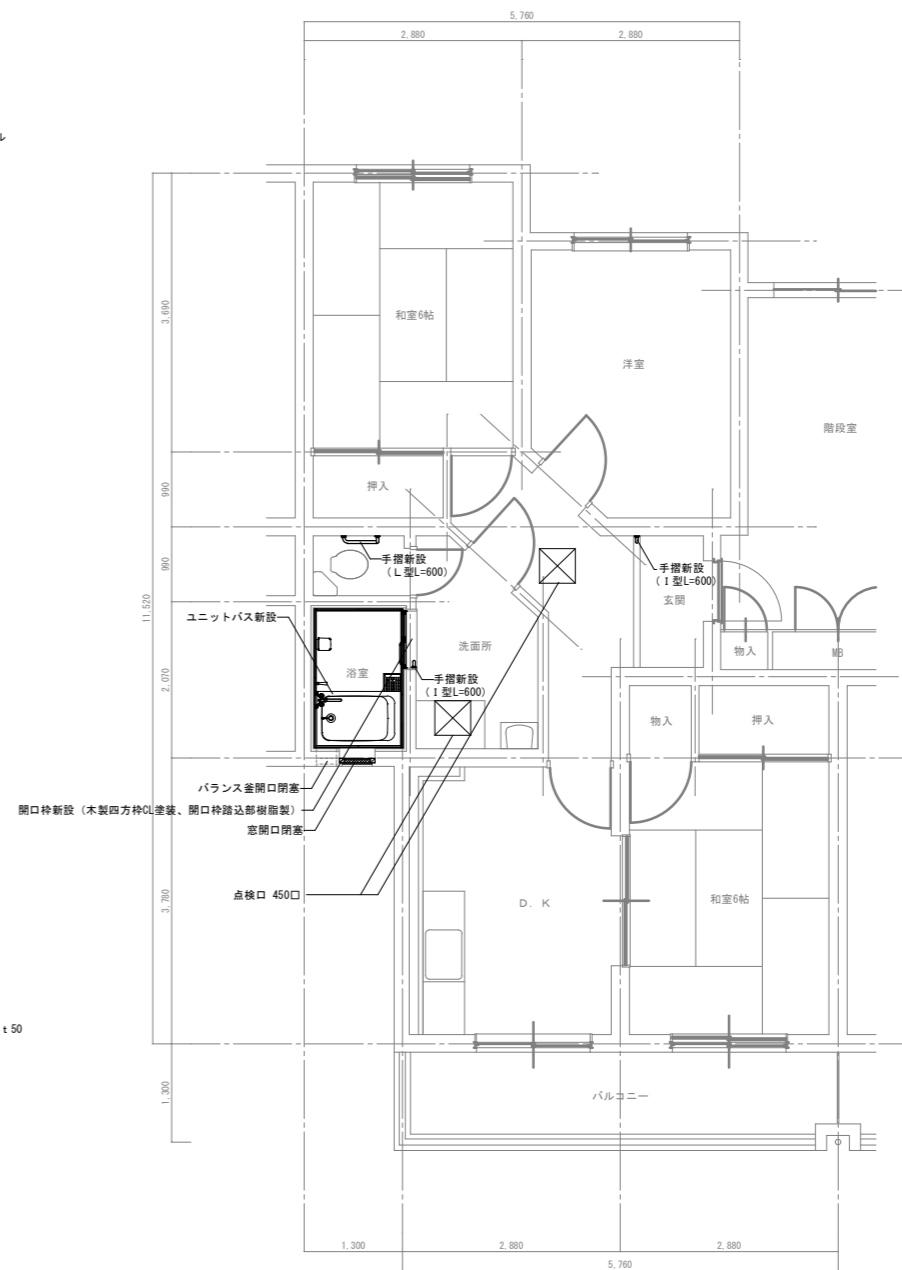 5,760
2,880
2,880
ル
3,690
和室6帖
洋室
階段室
990
押入
990
手摺新設
(L型L=600)
手摺新設
(I型L=600)
玄関
11,520
ユニットバス新設
洗面所
物入
MB
2,070
浴室
手摺新設
(I型L=600)
物入
押入
バランス釜開口閉塞
開口枠新設(木製四方枠CL塗装、開口枠踏込部樹脂製)
窓開口閉塞
点検口 450口
3,780
D.K
和室6帖
t50
1,300
バルコニー
1,300
2,880
2,880
5,760